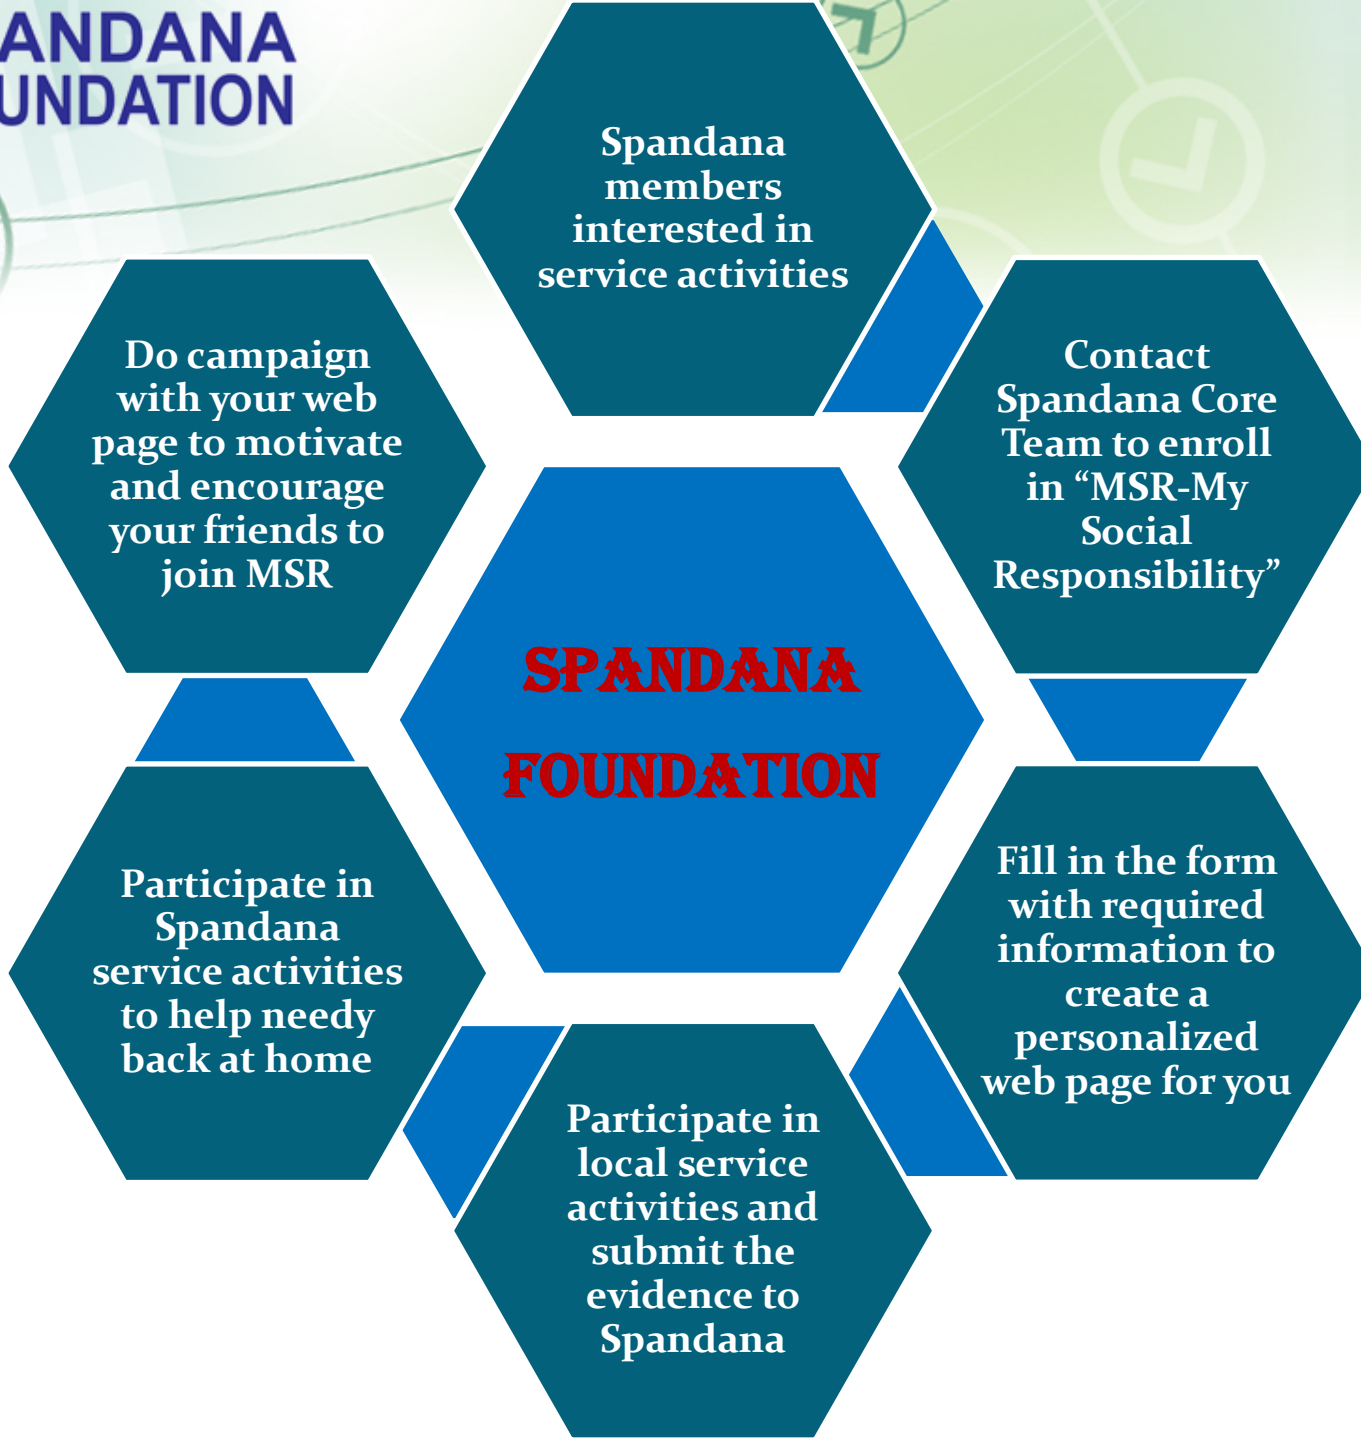 ANDANA
UNDATION
Spandana
members
interested in
service activities
Contact
Spandana Core
Team to enroll
in “MSR-My
Social
Responsibility”
Fill in the form
with required
information to
create a
personalized
web page for you
Participate in
local service
activities and
submit the
evidence to
Spandana
Participate in
Spandana
service activities
to help needy
back at home
Do campaign
with your web
page to motivate
and encourage
your friends to
join MSR
SPANDANA
FOUNDATION